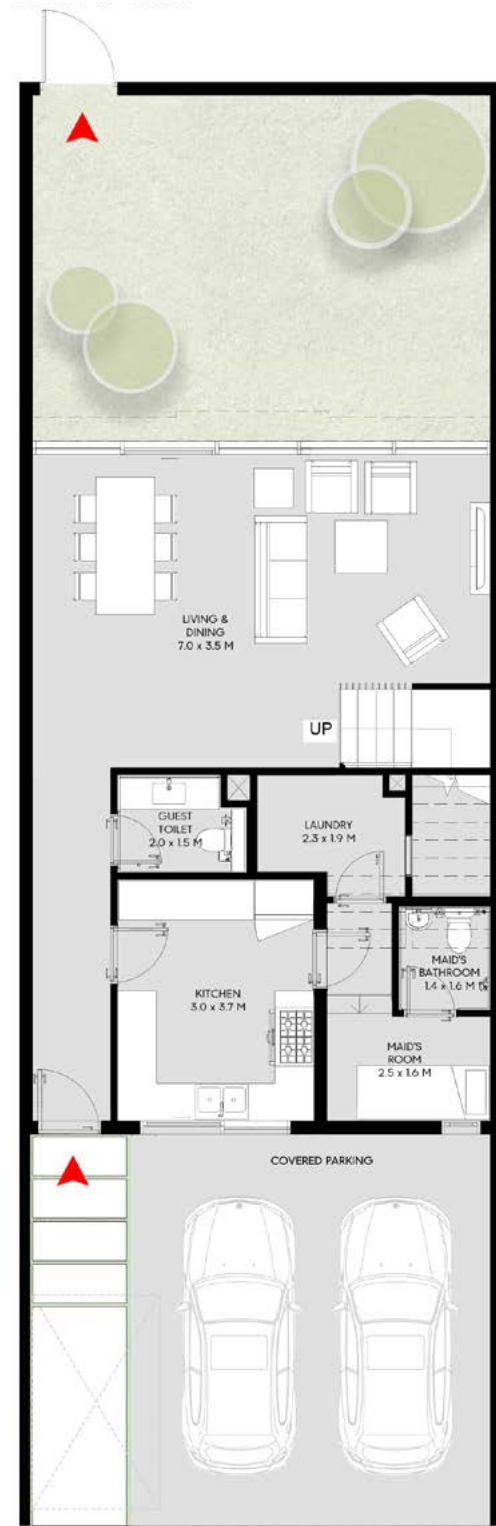 LIVING &
DINING
7.0 x 3.5 M
UP
GUEST
TOILET
2.0 x 1.5 M
LAUNDRY
2.3 x 1.9 M
MAID'S
BATHROOM
1.4 x 1.6 M
KITCHEN
3.0 x 3.7 M
MAID'S
ROOM
2.5 x 1.6 M
COVERED PARKING